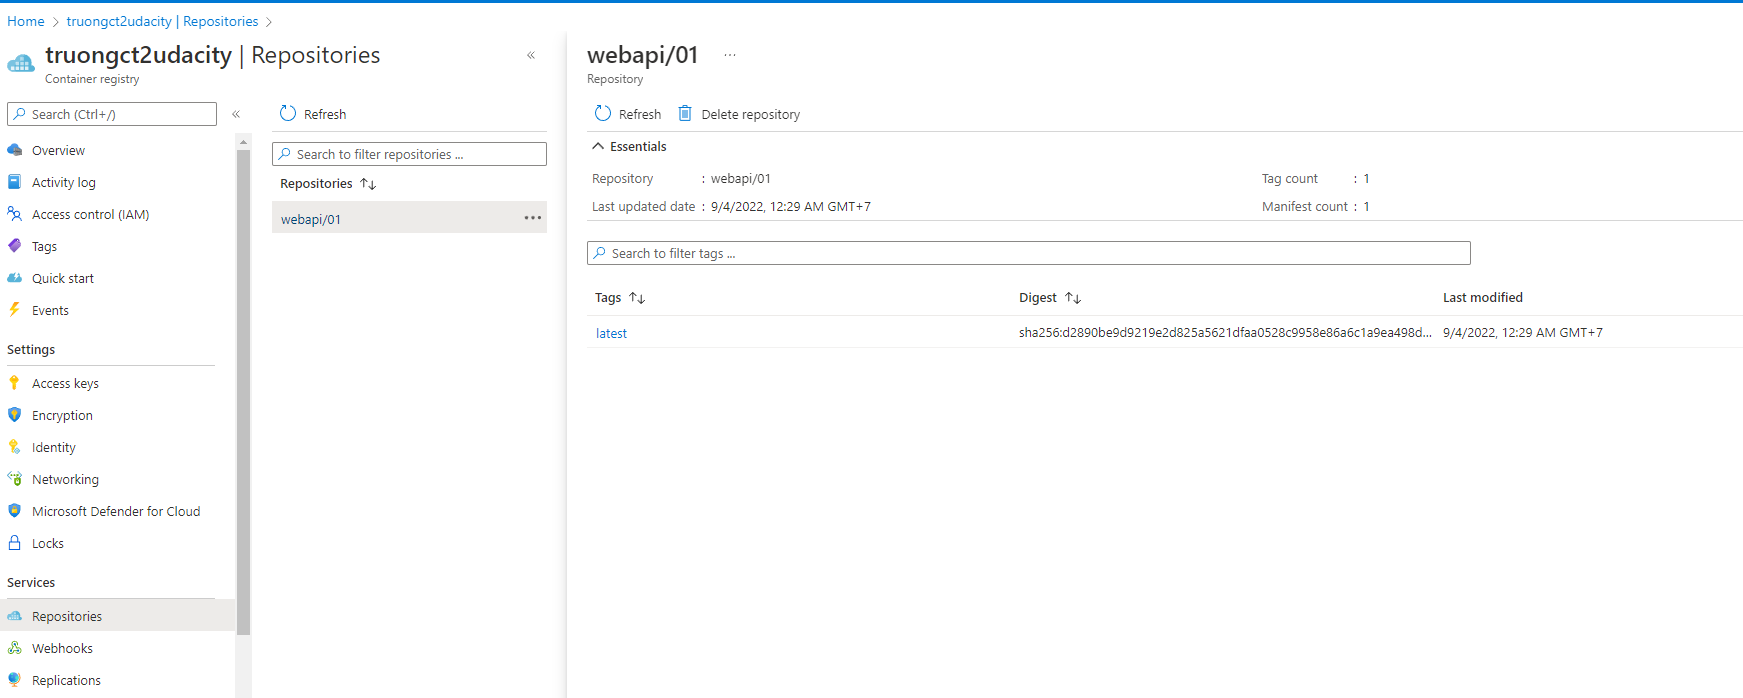 Home > truongct2udacity | Repositories >
truongct2udacity | Repositories «
Container registry
Search (Ctrl+/) «
Overview
Activity log
Access control (IAM)
Tags
Quick start
Events
Settings
Access keys
Encryption
Identity
Networking
Microsoft Defender for Cloud
Locks
Services
Repositories
Webhooks
Replications
Refresh
Search to filter repositories ...
Repositories ↑↓
webapi/01 •••
webapi/01 ...
Repository
Refresh Delete repository
Essentials
Repository : webapi/01 Tag count : 1
Last updated date : 9/4/2022, 12:29 AM GMT+7 Manifest count : 1
Search to filter tags ...
Tags ↑↓ Digest ↑↓ Last modified
latest sha256:d2890be9d9219e2d825a5621dfaa0528c9958e86a6c1a9ea498d... 9/4/2022, 12:29 AM GMT+7